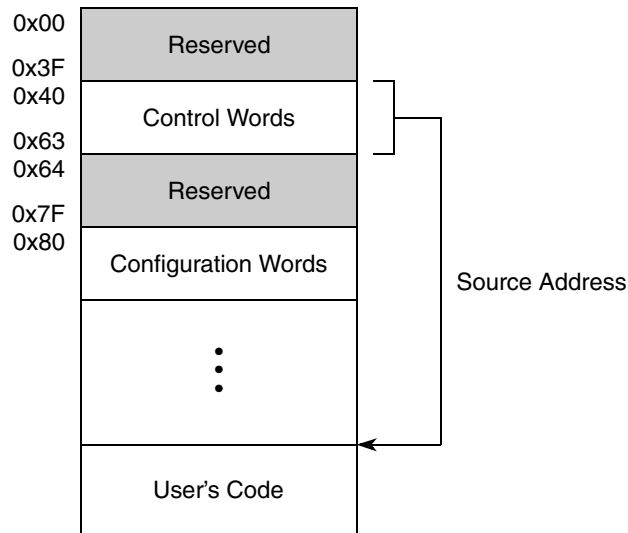 0x00
Reserved
0x3F
0x40
Control Words
0x63
0x64
Reserved
0x7F
0x80
Configuration Words
Source Address
User's Code